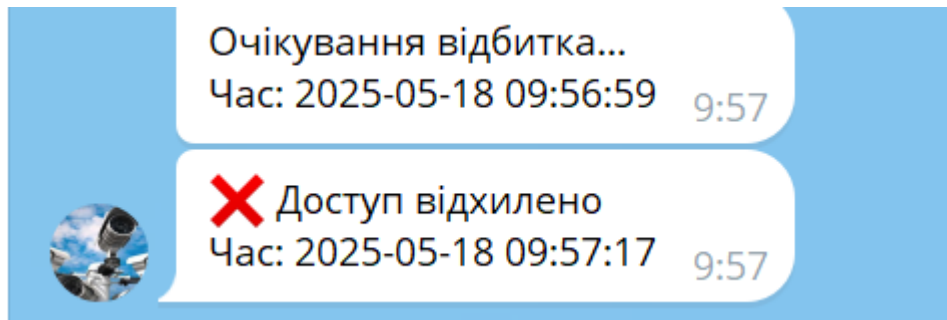 Очікування відбитка...
Час: 2025-05-18 09:56:59 9:57
❌ Доступ відхилено
Час: 2025-05-18 09:57:17 9:57